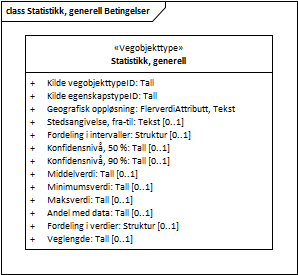 class Statistikk, generell Betingelser
«Vegobjekttype»
Statistikk, generell
+ Kilde vegobjekttypeID: Tall
+ Kilde egenskapstypeID: Tall
+ Geografisk oppløsning: FlerverdiAttributt, Tekst
+ Stedsangivelse, fra-til: Tekst [0..1]
+ Fordeling i intervaller: Struktur [0..1]
+ Konfidensnivå, 50 %: Tall [0..1]
+ Konfidensnivå, 90 %: Tall [0..1]
+ Middelverdi: Tall [0..1]
+ Minimumsverdi: Tall [0..1]
+ Maksverdi: Tall [0..1]
+ Andel med data: Tall [0..1]
+ Fordeling i verdier: Struktur [0..1]
+ Veglengde: Tall [0..1]